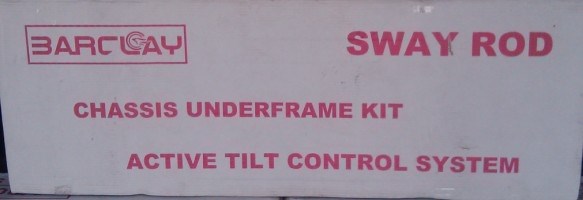 BARCLAY
SWAY ROD
CHASSIS UNDERFRAME KIT
ACTIVE TILT CONTROL SYSTEM